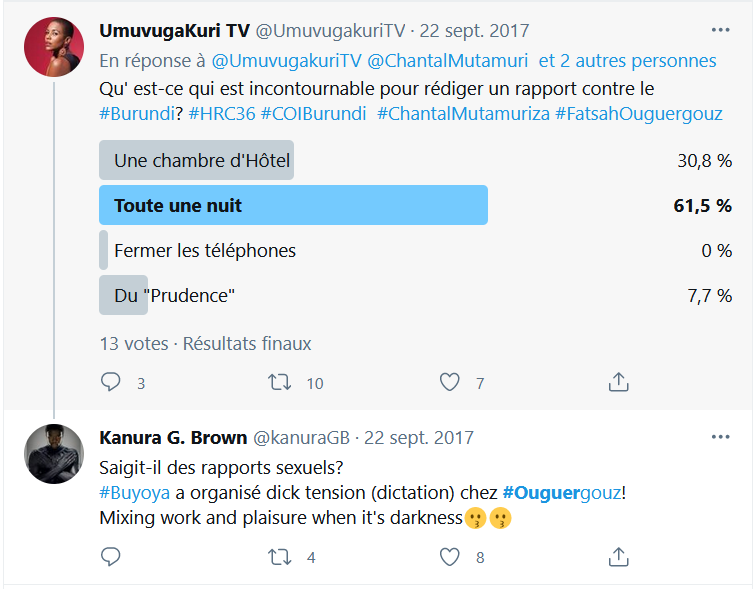 UmuvugaKuri TV @UmuvugakuriTV · 22 sept. 2017
En réponse à @UmuvugakuriTV @ChantalMutamuri et 2 autres personnes
Qu' est-ce qui est incontournable pour rédiger un rapport contre le
#Burundi? #HRC36 #COIBurundi #ChantalMutamuriza #FatsahOuguergouz
Une chambre d'Hôtel 30,8 %
Toute une nuit 61,5 %
Fermer les téléphones 0 %
Du "Prudence" 7,7 %
13 votes · Résultats finaux
3 10 7
Kanura G. Brown @kanuraGB · 22 sept. 2017
Saigit-il des rapports sexuels?
#Buyoya a organisé dick tension (dictation) chez #Ouguergouz!
Mixing work and plaisure when it's darkness😗😗
4 8